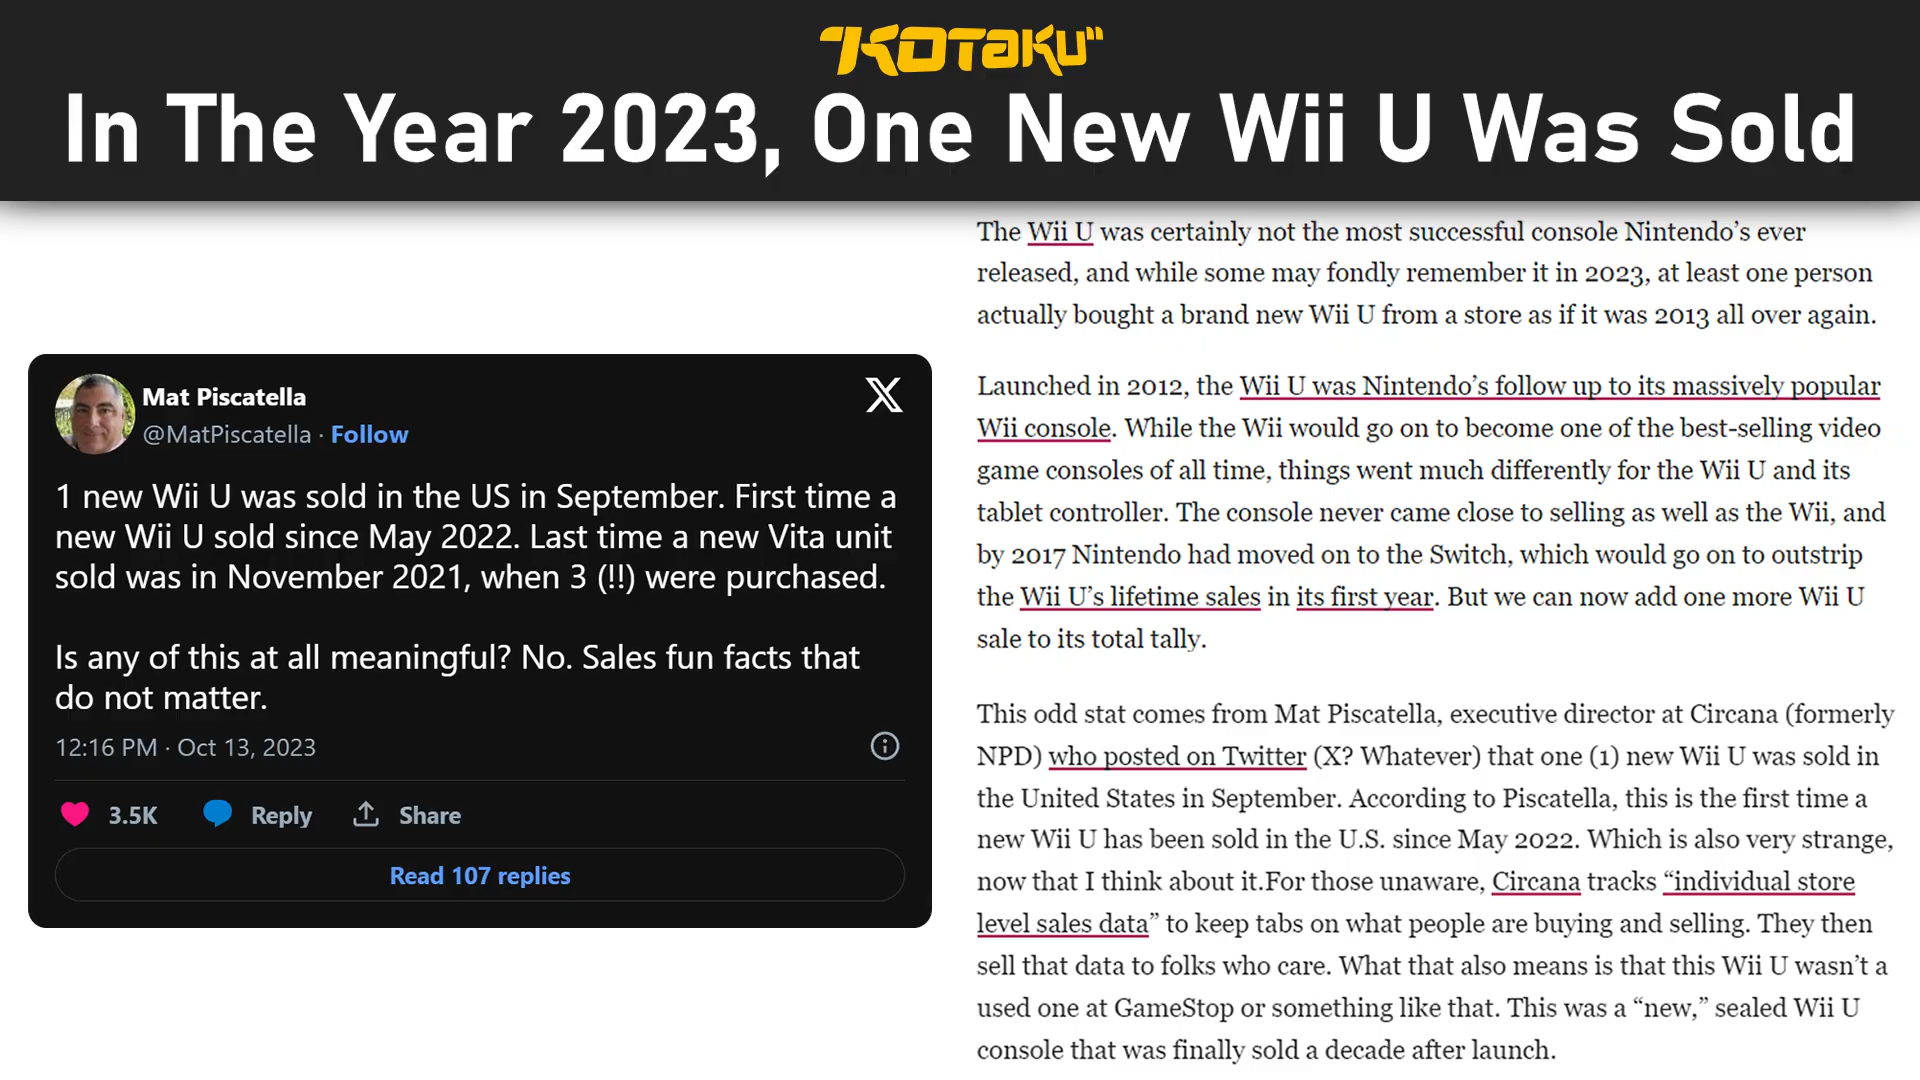 "KOTAKU"
In The Year 2023, One New Wii U Was Sold
Mat Piscatella
@MatPiscatella · Follow
X
1 new Wii U was sold in the US in September. First time a
new Wii U sold since May 2022. Last time a new Vita unit
sold was in November 2021, when 3 (!!) were purchased.
Is any of this at all meaningful? No. Sales fun facts that
do not matter.
12:16 PM · Oct 13, 2023
3.5K Reply Share
Read 107 replies
The Wii U was certainly not the most successful console Nintendo’s ever
released, and while some may fondly remember it in 2023, at least one person
actually bought a brand new Wii U from a store as if it was 2013 all over again.
Launched in 2012, the Wii U was Nintendo’s follow up to its massively popular
Wii console. While the Wii would go on to become one of the best-selling video
game consoles of all time, things went much differently for the Wii U and its
tablet controller. The console never came close to selling as well as the Wii, and
by 2017 Nintendo had moved on to the Switch, which would go on to outstrip
the Wii U’s lifetime sales in its first year. But we can now add one more Wii U
sale to its total tally.
This odd stat comes from Mat Piscatella, executive director at Circana (formerly
NPD) who posted on Twitter (X? Whatever) that one (1) new Wii U was sold in
the United States in September. According to Piscatella, this is the first time a
new Wii U has been sold in the U.S. since May 2022. Which is also very strange,
now that I think about it.For those unaware, Circana tracks “individual store
level sales data” to keep tabs on what people are buying and selling. They then
sell that data to folks who care. What that also means is that this Wii U wasn’t a
used one at GameStop or something like that. This was a “new,” sealed Wii U
console that was finally sold a decade after launch.